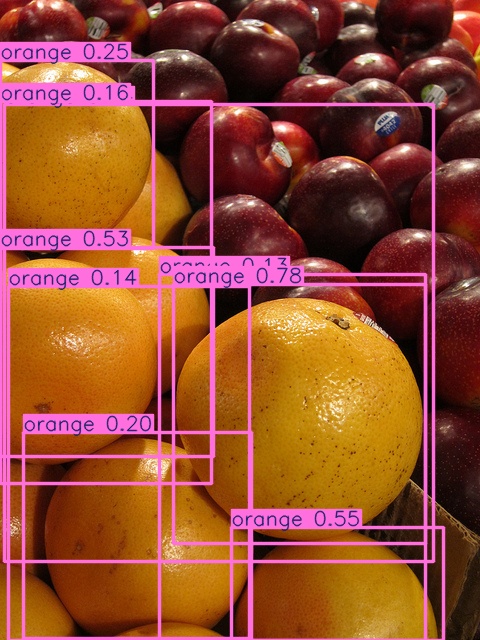 orange 0.25
orange 0.16
orange 0.53
orange 0.13
orange 0.78
orange 0.14
orange 0.20
orange 0.55